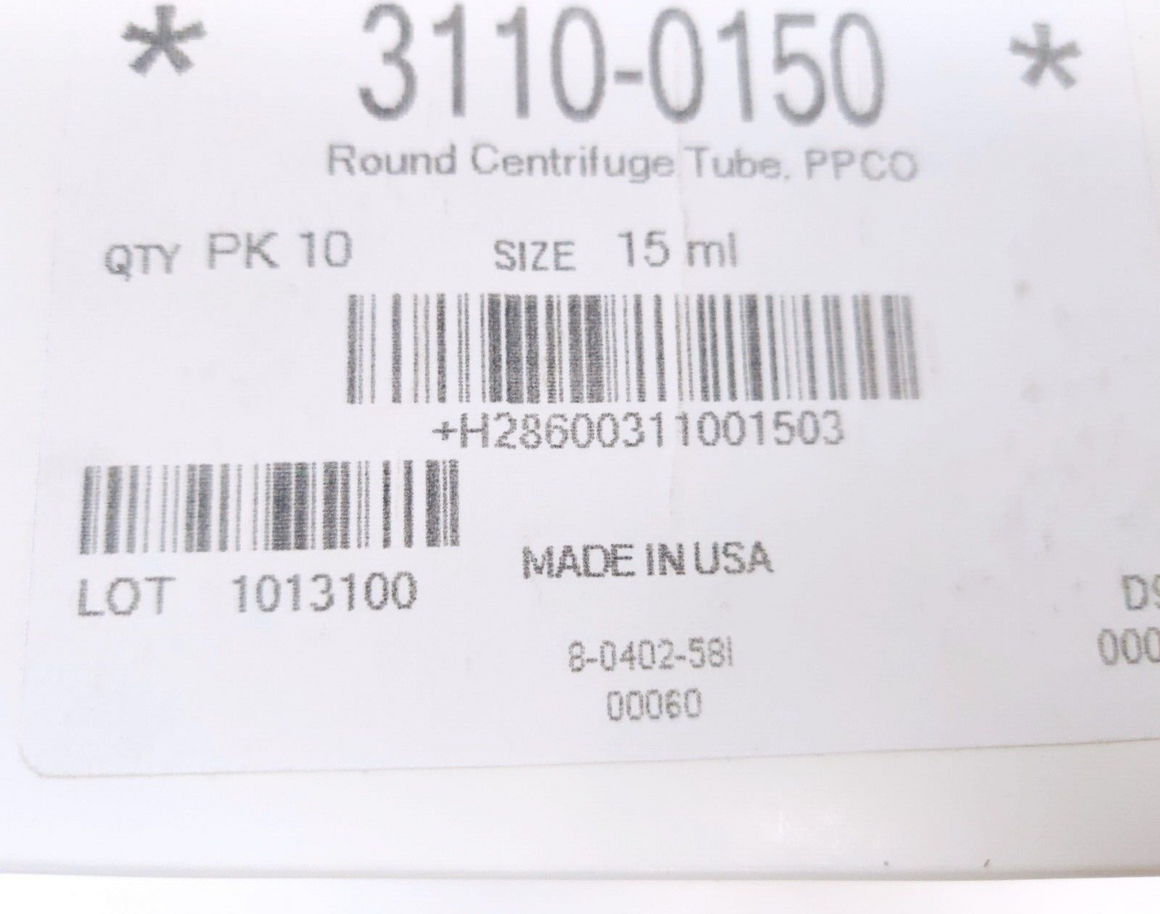 * 3110-0150 *
Round Centrifuge Tube, PPCO
QTY PK 10 SIZE 15 ml
+H28600311001503
LOT 1013100
MADE IN USA
8-0402-58I
00060